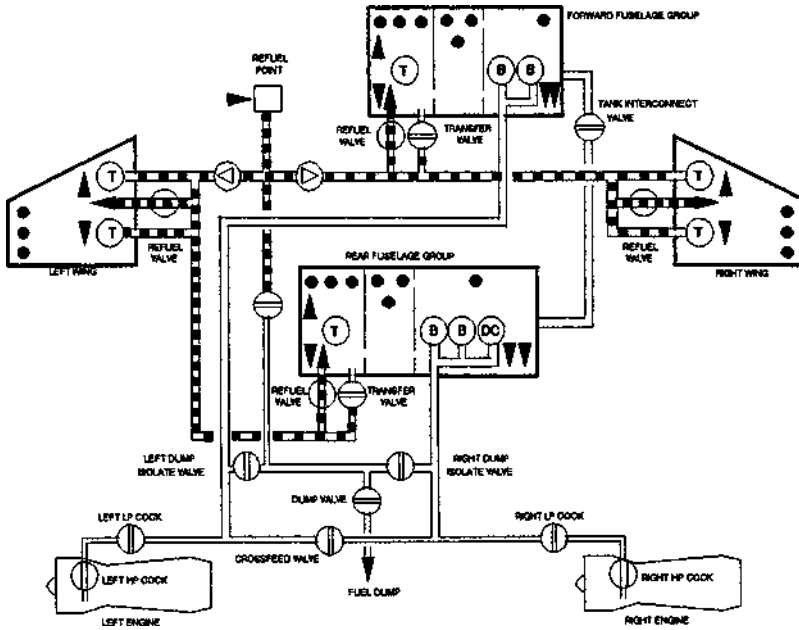 FORWARD FUSELAGE GROUP
REFUEL
POINT
T
B
B
TANK INTERCONNECT
VALVE
REFUEL
VALVE
TRANSFER
VALVE
T
T
T
T
REFUEL
VALVE
REFUEL
VALVE
LEFT WING
RIGHT WING
REAR FUSELAGE GROUP
T
B
B
DC
REFUEL
VALVE
TRANSFER
VALVE
LEFT DUMP
ISOLATE VALVE
RIGHT DUMP
ISOLATE VALVE
DUMP VALVE
LEFT LP COCK
RIGHT LP COCK
CROSFEED VALVE
LEFT HP COCK
RIGHT HP COCK
FUEL DUMP
LEFT ENGINE
RIGHT ENGINE